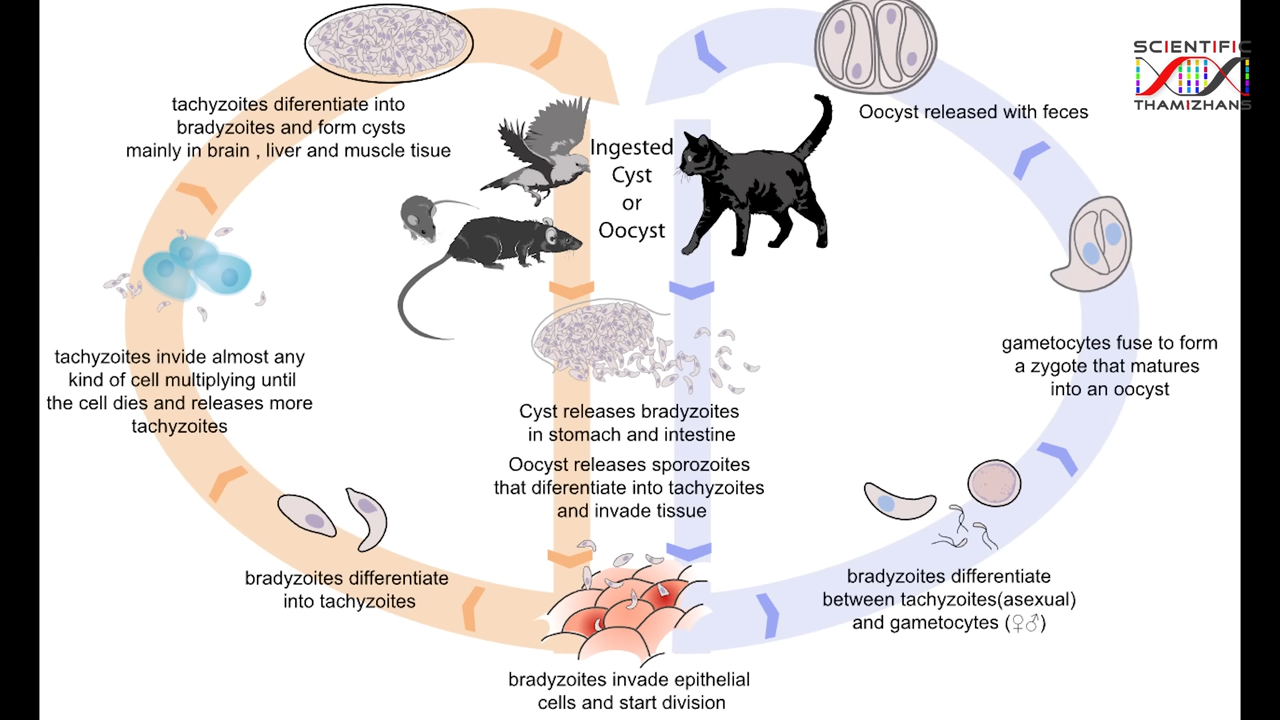 SCIENTIFIC
THAMIZHANS
tachyzoites diferentiate into
bradyzoites and form cysts
mainly in brain , liver and muscle tisue
Ingested
Cyst
or
Oocyst
Oocyst released with feces
tachyzoites invide almost any
kind of cell multiplying until
the cell dies and releases more
tachyzoites
gametocytes fuse to form
a zygote that matures
into an oocyst
Cyst releases bradyzoites
in stomach and intestine
Oocyst releases sporozoites
that diferentiate into tachyzoites
and invade tissue
bradyzoites differentiate
into tachyzoites
bradyzoites differentiate
between tachyzoites(asexual)
and gametocytes (♀♂)
bradyzoites invade epithelial
cells and start division